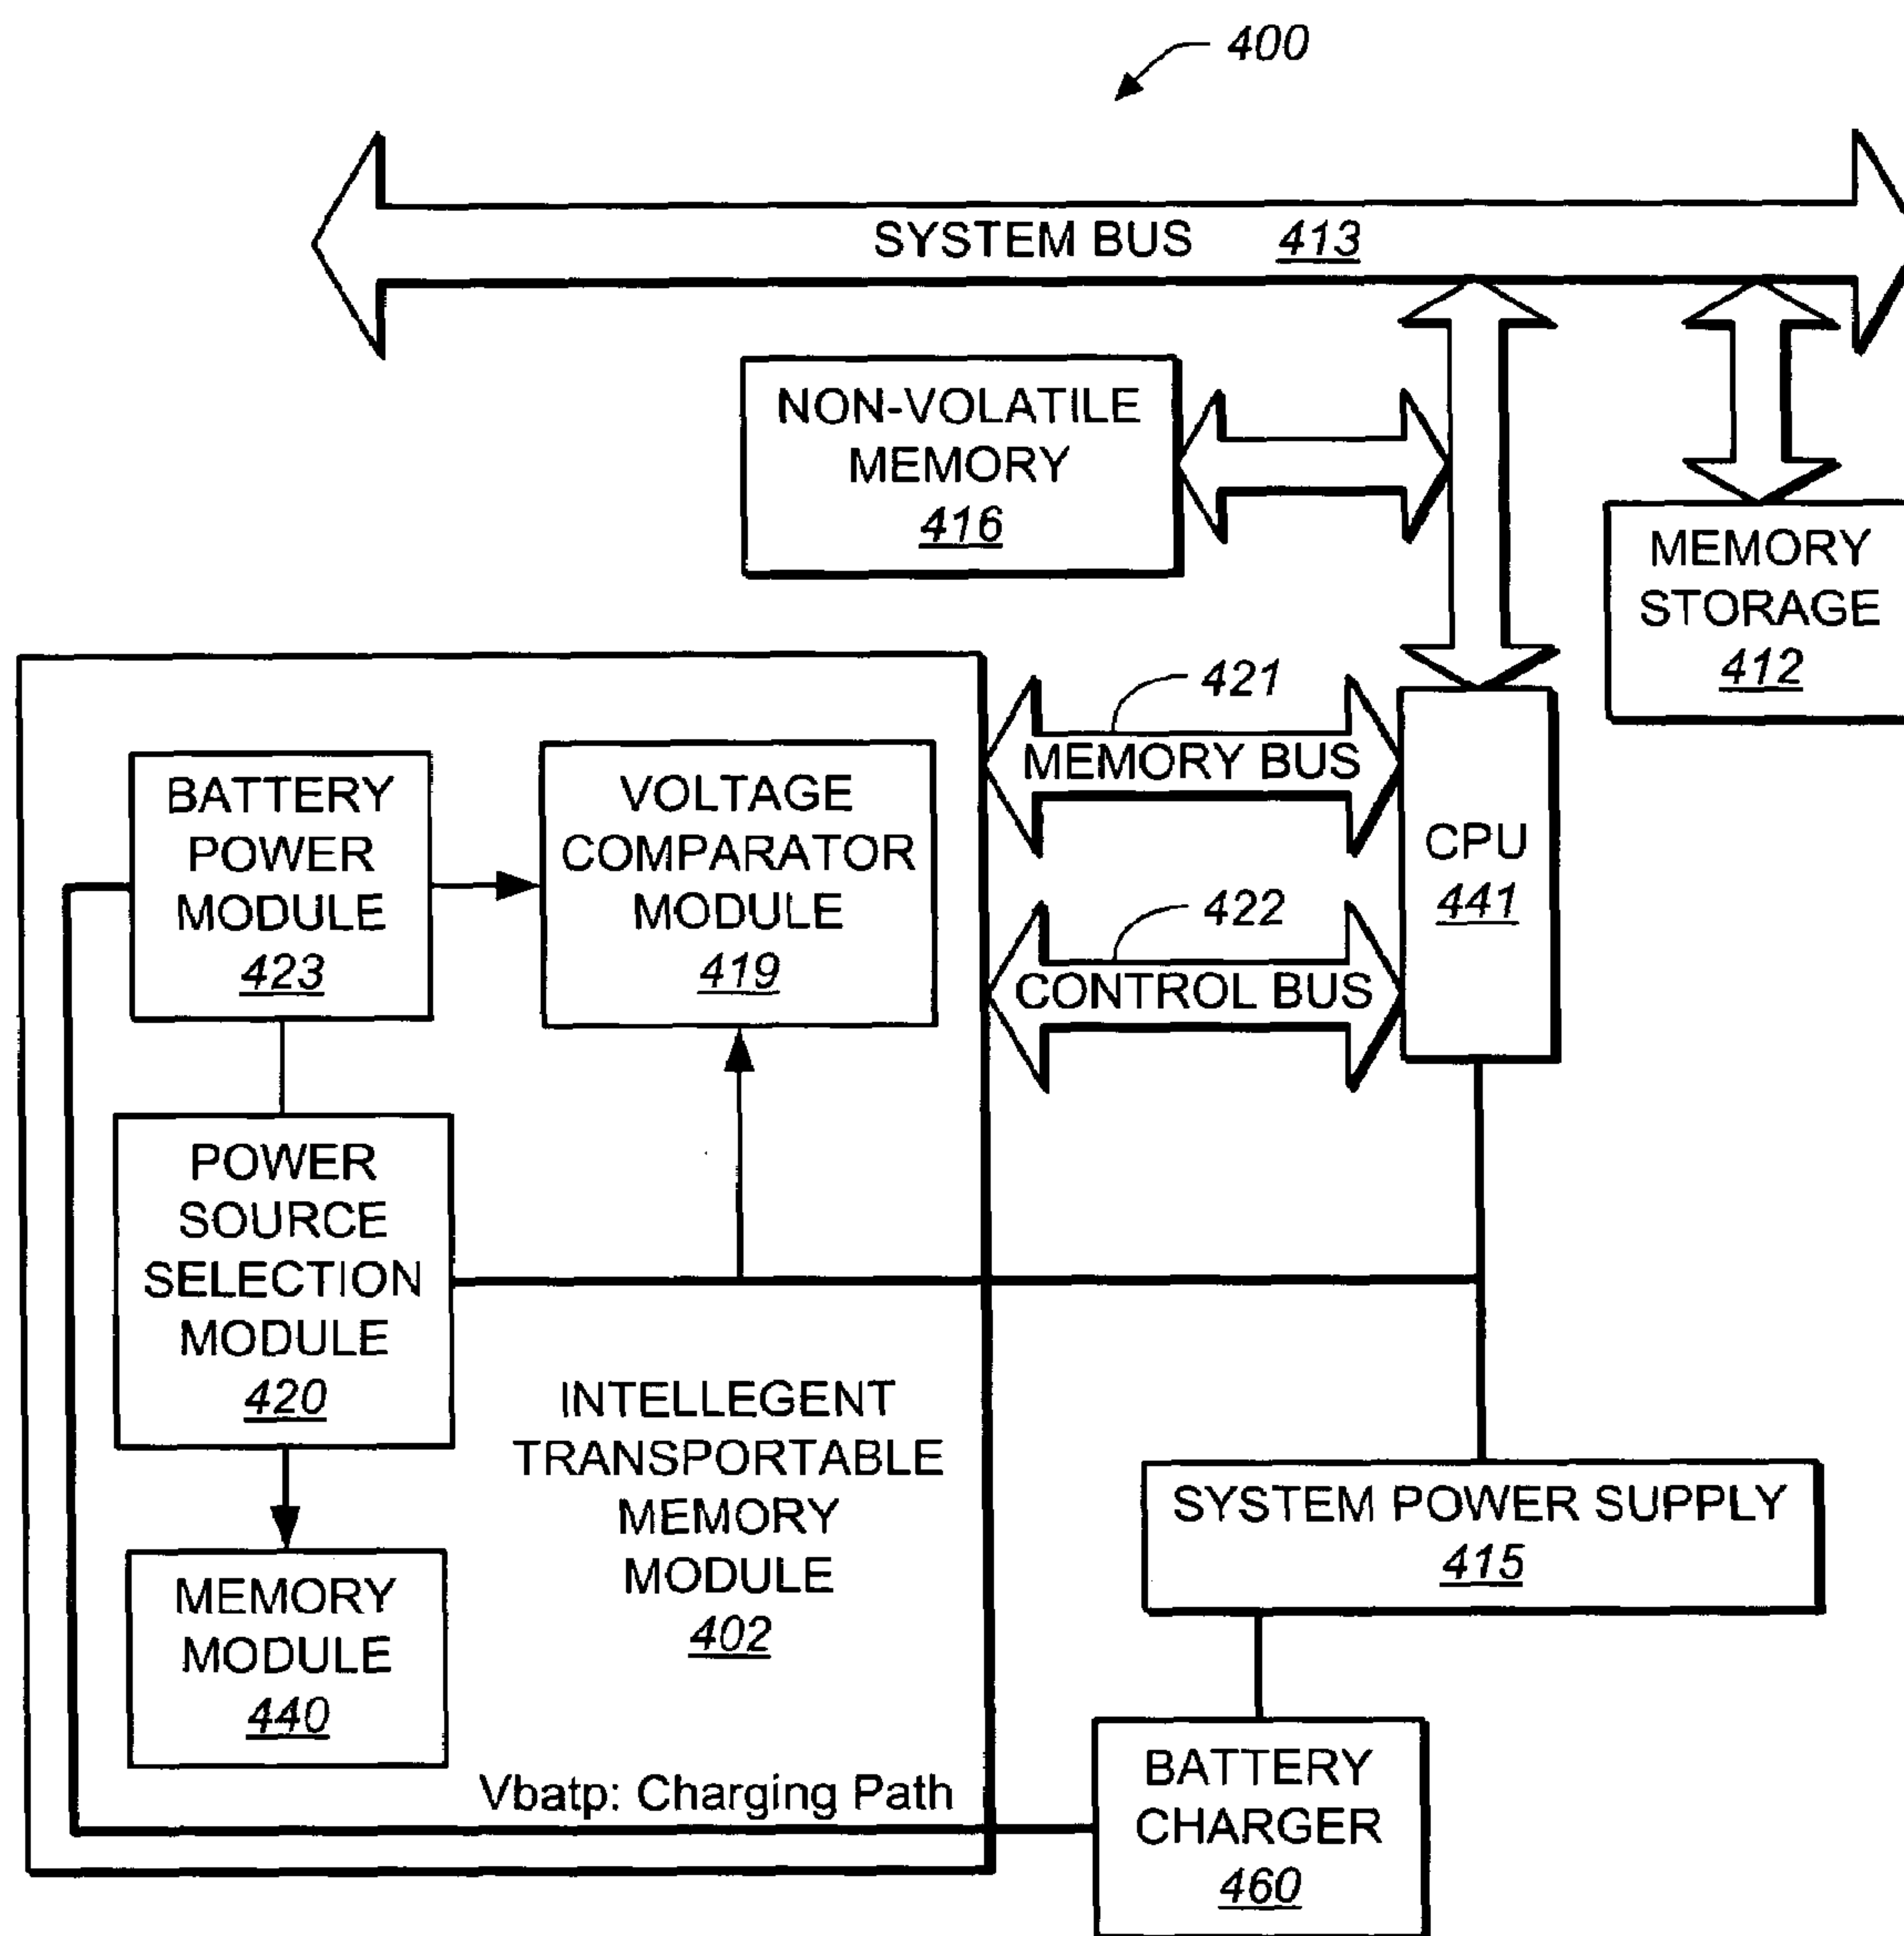 400
SYSTEM BUS 413
NON-VOLATILE
MEMORY
416
MEMORY
STORAGE
412
421
MEMORY BUS
BATTERY
POWER
MODULE
423
VOLTAGE
COMPARATOR
MODULE
419
CPU
441
422
CONTROL BUS
POWER
SOURCE
SELECTION
MODULE
420
INTELLEGENT
TRANSPORTABLE
MEMORY
MODULE
402
SYSTEM POWER SUPPLY
415
MEMORY
MODULE
440
Vbatp: Charging Path
BATTERY
CHARGER
460